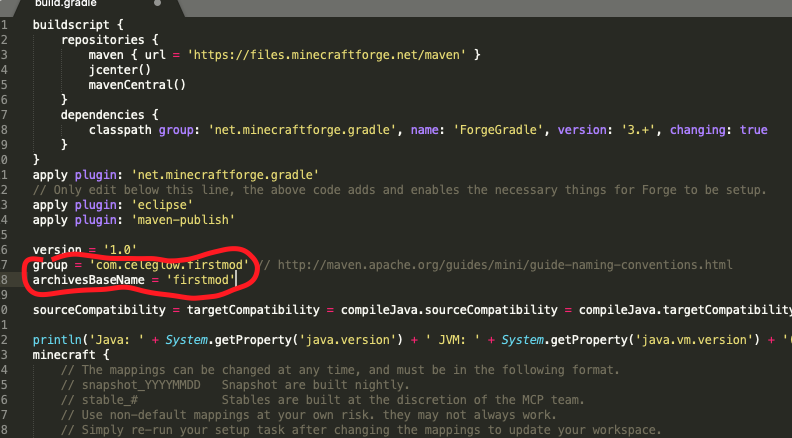 build.gradle
1 buildscript {
2 repositories {
3 maven { url = 'https://files.minecraftforge.net/maven' }
4 jcenter()
5 mavenCentral()
6 }
7 dependencies {
8 classpath group: 'net.minecraftforge.gradle', name: 'ForgeGradle', version: '3.+', changing: true
9 }
0 }
1 apply plugin: 'net.minecraftforge.gradle'
2 // Only edit below this line, the above code adds and enables the necessary things for Forge to be setup.
3 apply plugin: 'eclipse'
4 apply plugin: 'maven-publish'
5
6 version = '1.0'
7 group = 'com.celeglow.firstmod' // http://maven.apache.org/guides/mini/guide-naming-conventions.html
8 archivesBaseName = 'firstmod'
9
0 sourceCompatibility = targetCompatibility = compileJava.sourceCompatibility = compileJava.targetCompatibility
1
2 println('Java: ' + System.getProperty('java.version') + ' JVM: ' + System.getProperty('java.vm.version') + '(
3 minecraft {
4 // The mappings can be changed at any time, and must be in the following format.
5 // snapshot_YYYYMMDD Snapshot are built nightly.
6 // stable_# Stables are built at the discretion of the MCP team.
7 // Use non-default mappings at your own risk. they may not always work.
8 // Simply re-run your setup task after changing the mappings to update your workspace.